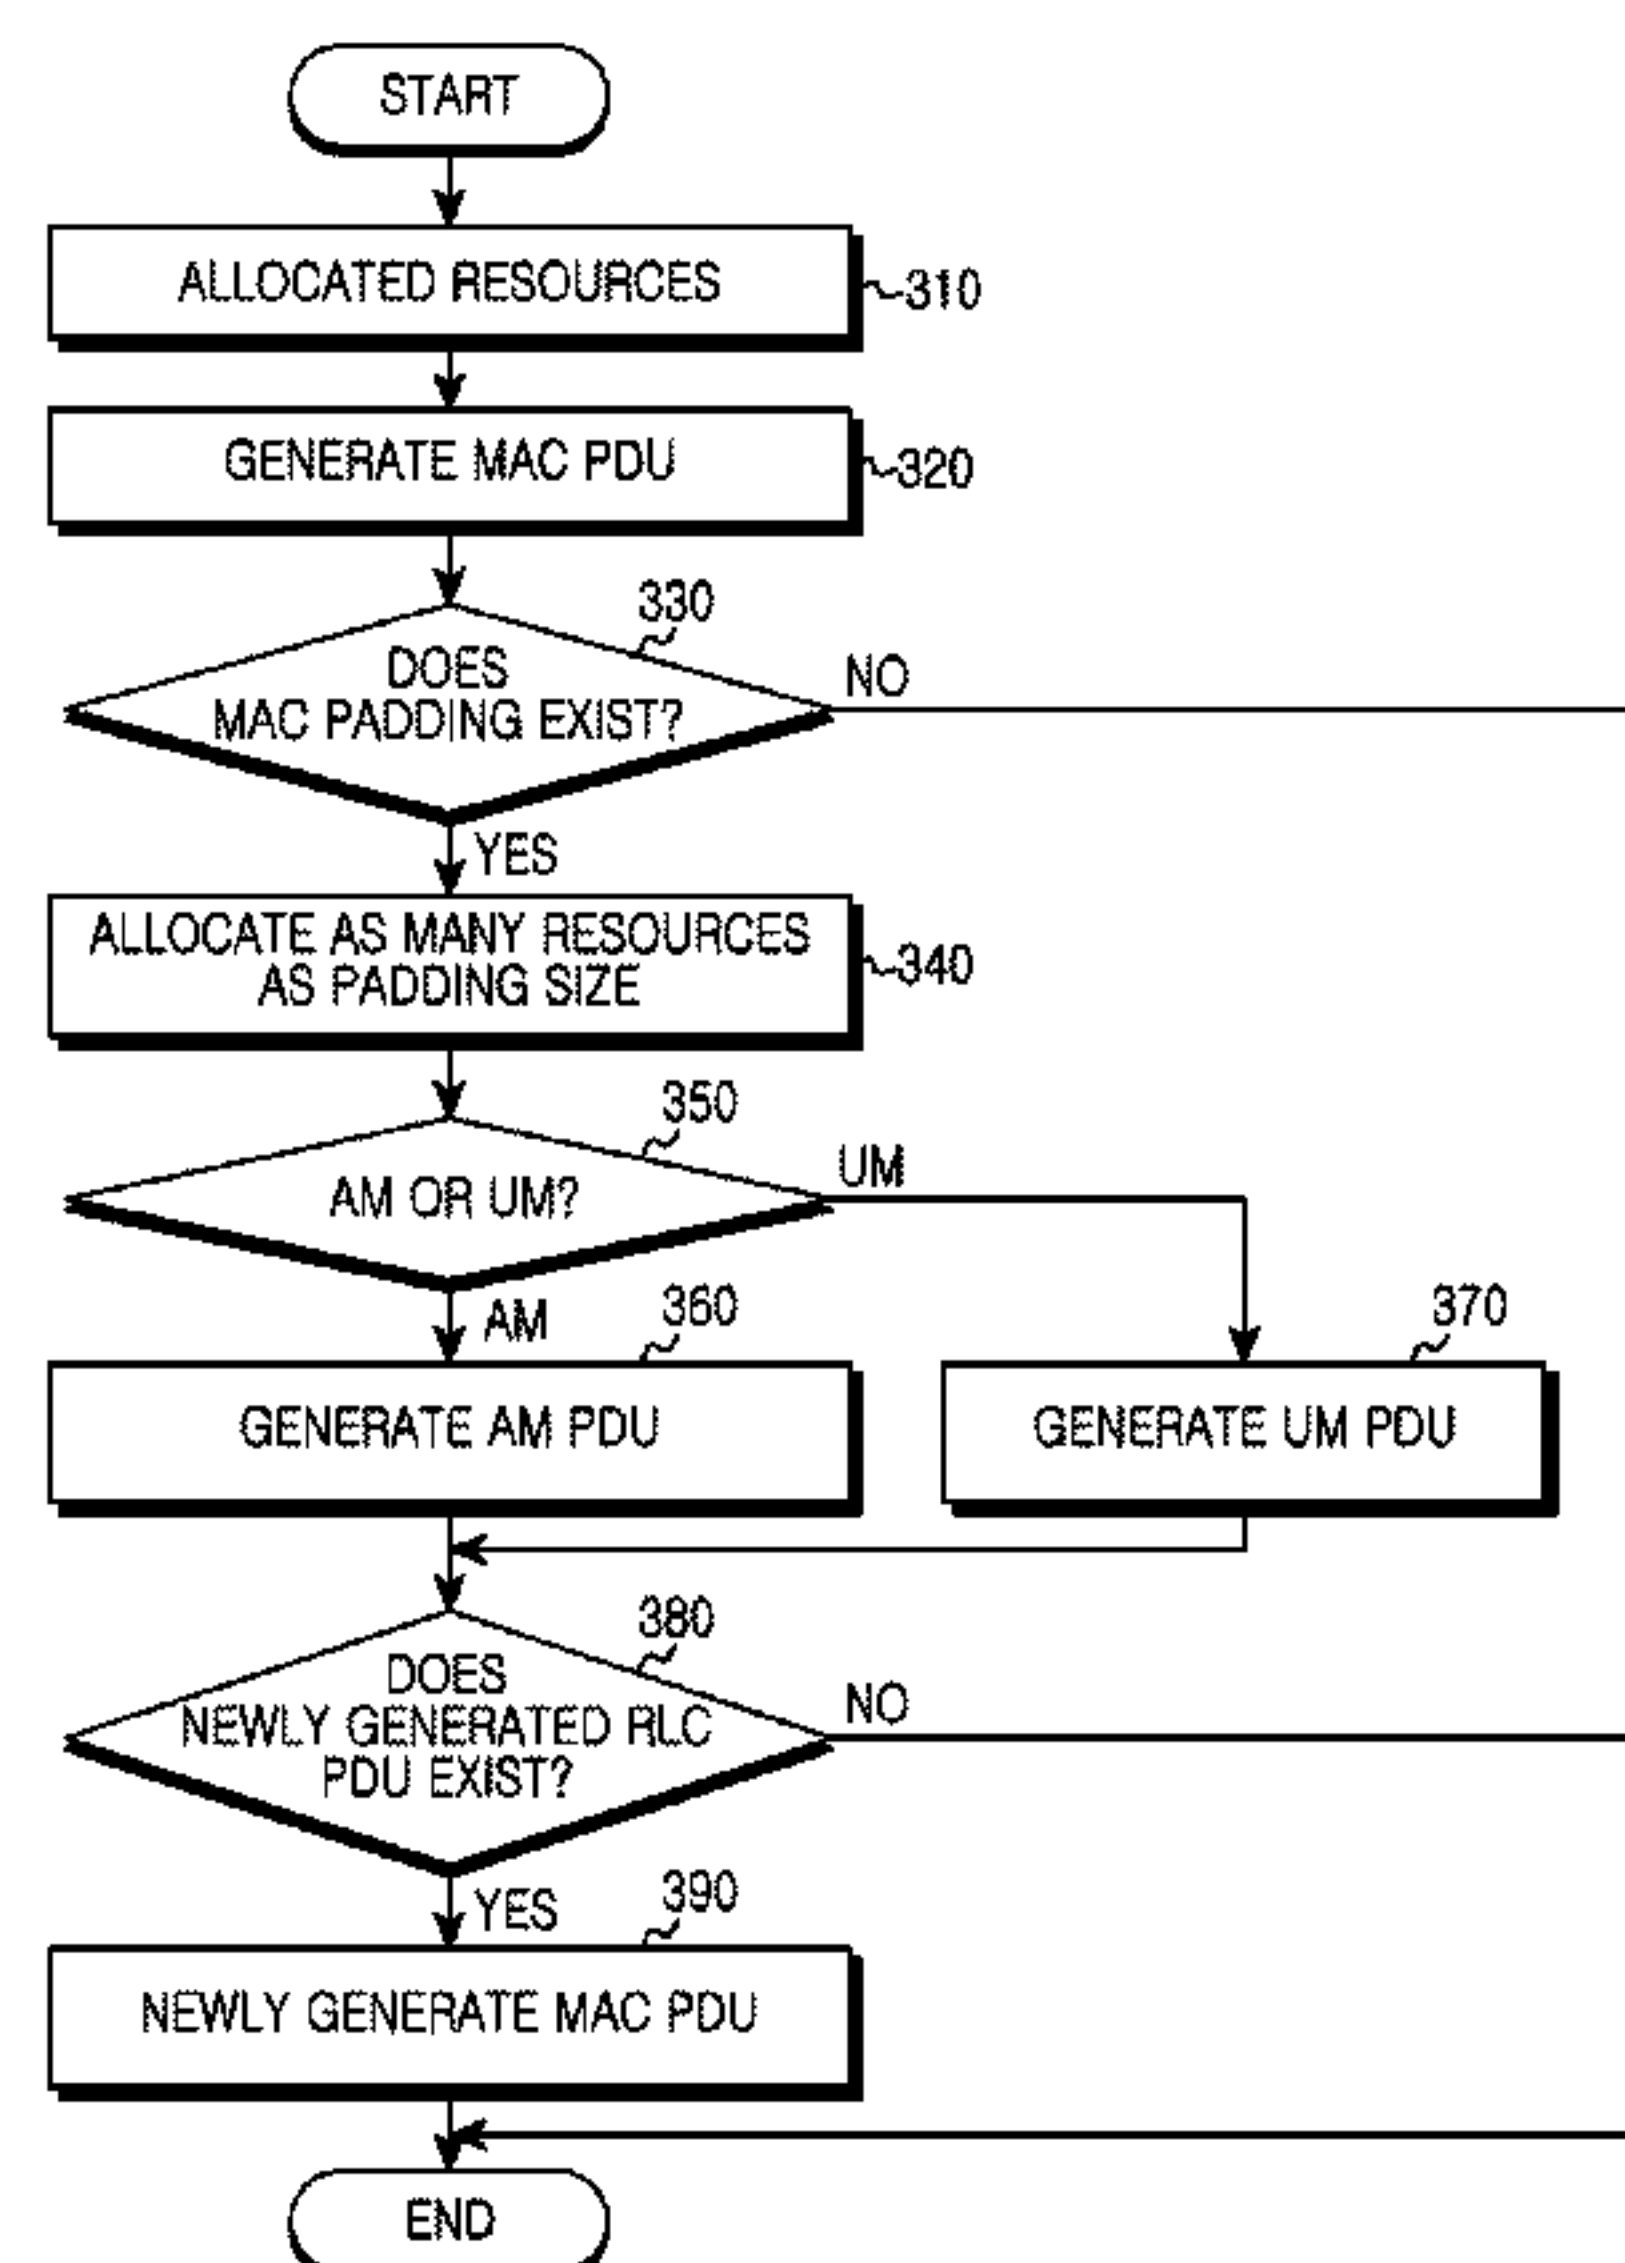 START
ALLOCATED RESOURCES
310
GENERATE MAC PDU
320
330
DOES
MAC PADDING EXIST?
NO
YES
ALLOCATE AS MANY RESOURCES
AS PADDING SIZE
340
350
AM OR UM?
UM
AM
360
370
GENERATE AM PDU
GENERATE UM PDU
380
DOES
NEWLY GENERATED RLC
PDU EXIST?
NO
YES
390
NEWLY GENERATE MAC PDU
END